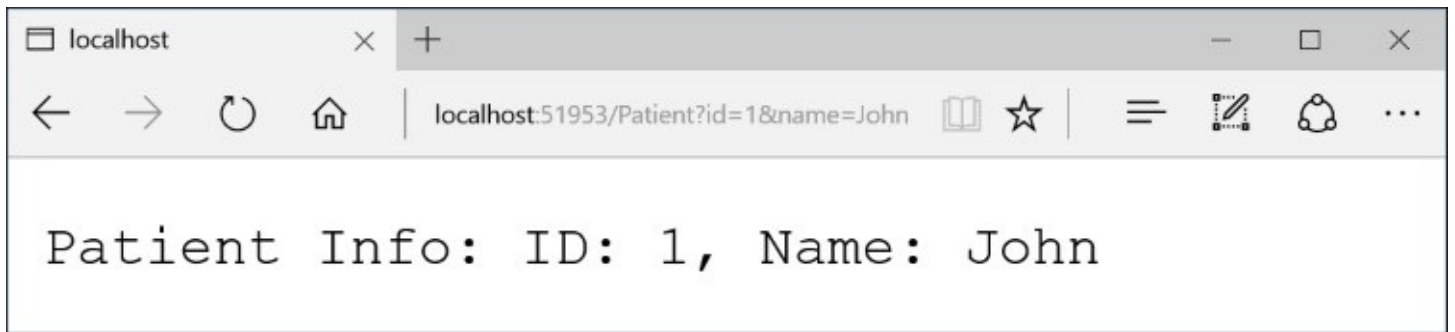 localhost
localhost:51953/Patient?id=1&name=John
Patient Info: ID: 1, Name: John